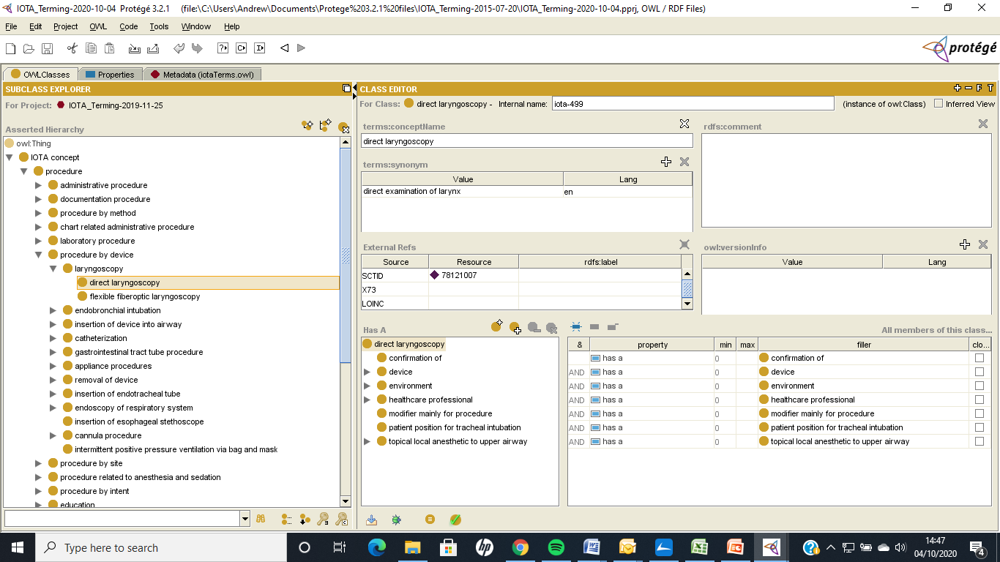 IOTA_Terming-2020-10-04 Protégé 3.2.1 (file:\C:\Users\Andrew\Documents\Protege%203.2.1%20files\IOTA_Terming-2015-07-20\IOTA_Terming-2020-10-04.pprj, OWL / RDF Files)
File Edit Project OWL Code Tools Window Help
protégé
OWLClasses Properties Metadata (iotaTerms.owl)
SUBCLASS EXPLORER
For Project: IOTA_Terming-2019-11-25
Asserted Hierarchy
owl:Thing
IOTA concept
procedure
administrative procedure
documentation procedure
procedure by method
chart related administrative procedure
laboratory procedure
procedure by device
laryngoscopy
direct laryngoscopy
flexible fiberoptic laryngoscopy
endobronchial intubation
insertion of device into airway
catheterization
gastrointestinal tract tube procedure
appliance procedures
removal of device
insertion of endotracheal tube
endoscopy of respiratory system
insertion of esophageal stethoscope
cannula procedure
intermittent positive pressure ventilation via bag and mask
procedure by site
procedure related to anesthesia and sedation
procedure by intent
education
CLASS EDITOR
+ − F T
For Class: direct laryngoscopy - Internal name: iota-499 (instance of owl:Class) Inferred View
terms:conceptName
direct laryngoscopy
terms:synonym
Value Lang
direct examination of larynx en
rdfs:comment
External Refs
Source Resource rdfs:label
SCTID 78121007
X73
LOINC
owl:versionInfo
Value Lang
Has A
direct laryngoscopy
confirmation of
device
environment
healthcare professional
modifier mainly for procedure
patient position for tracheal intubation
topical local anesthetic to upper airway
All members of this class...
& property min max filler clo...
has a 0 confirmation of
AND has a 0 device
AND has a 0 environment
AND has a 0 healthcare professional
AND has a 0 modifier mainly for procedure
AND has a 0 patient position for tracheal intubation
AND has a 0 topical local anesthetic to upper airway
Type here to search
hp
14:47
04/10/2020
4